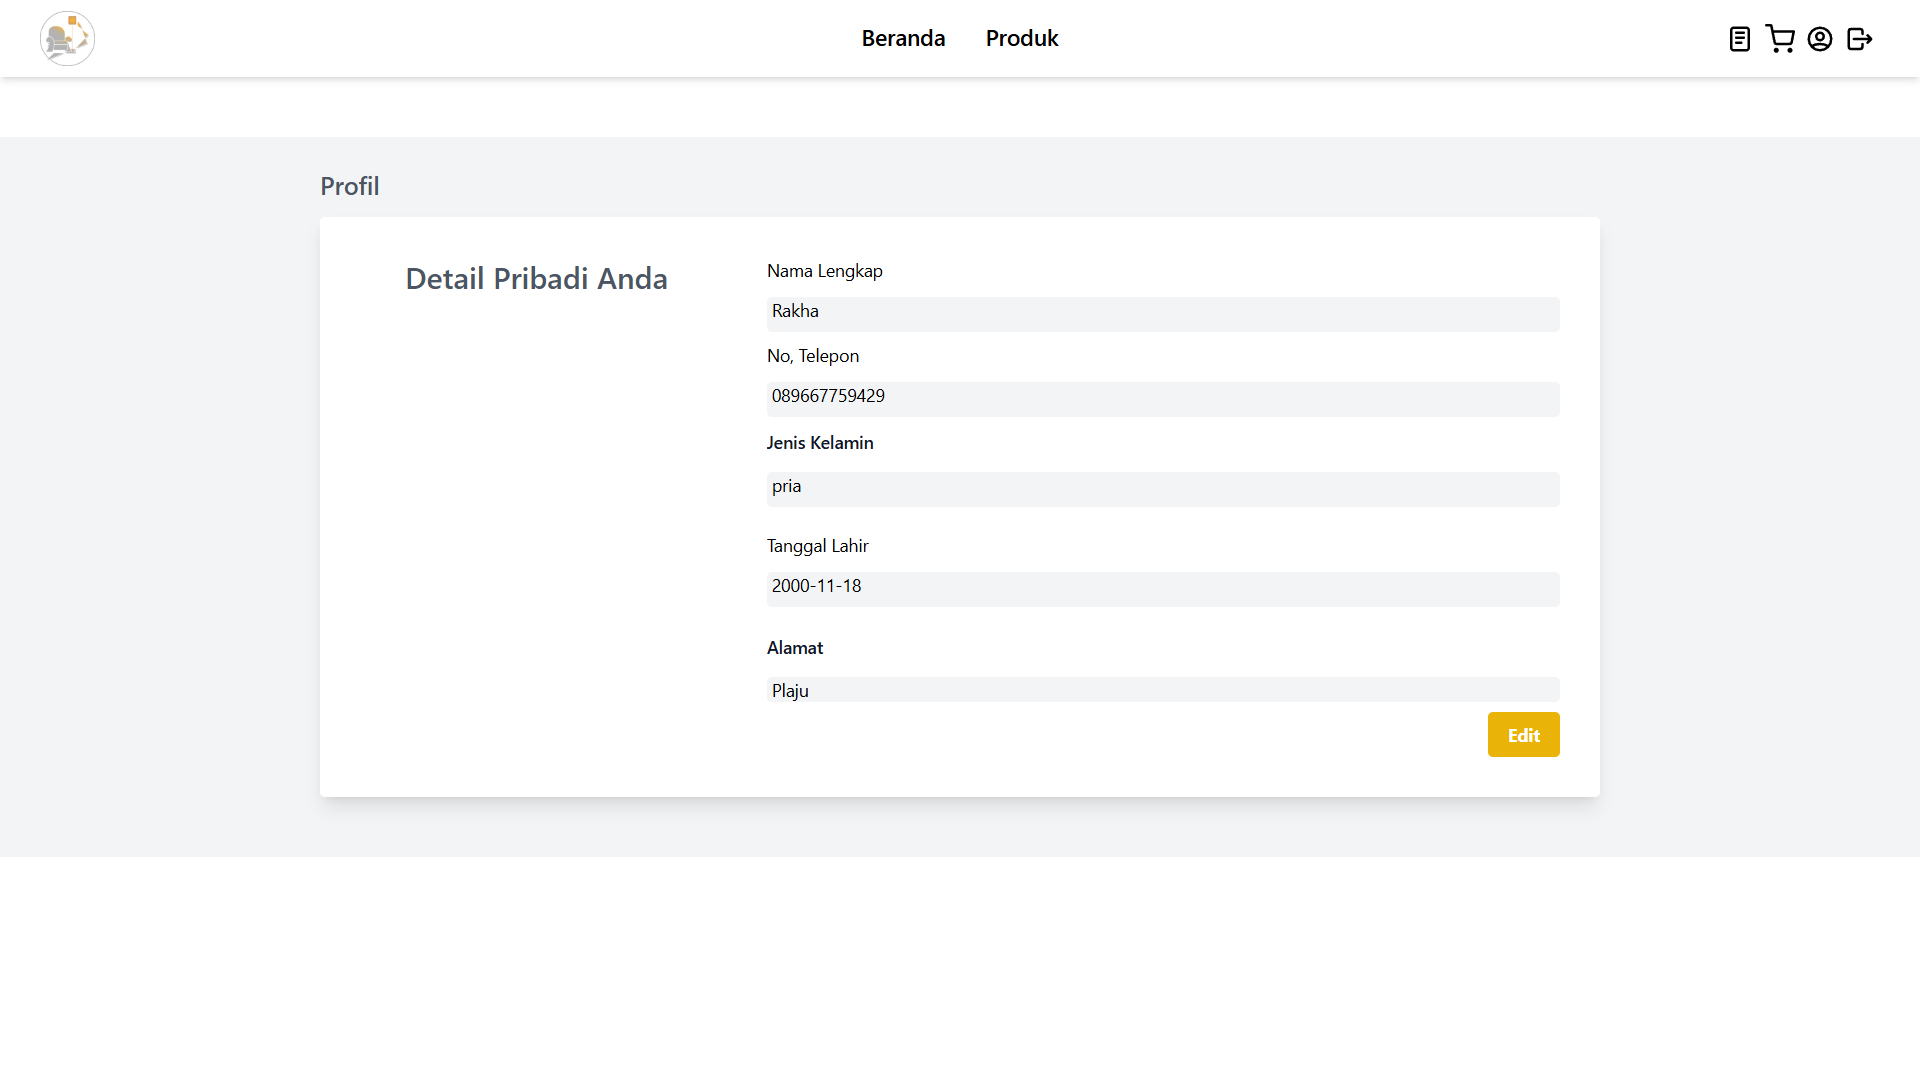 Beranda Produk
Profil
Detail Pribadi Anda
Nama Lengkap
Rakha
No, Telepon
089667759429
Jenis Kelamin
pria
Tanggal Lahir
2000-11-18
Alamat
Plaju
Edit